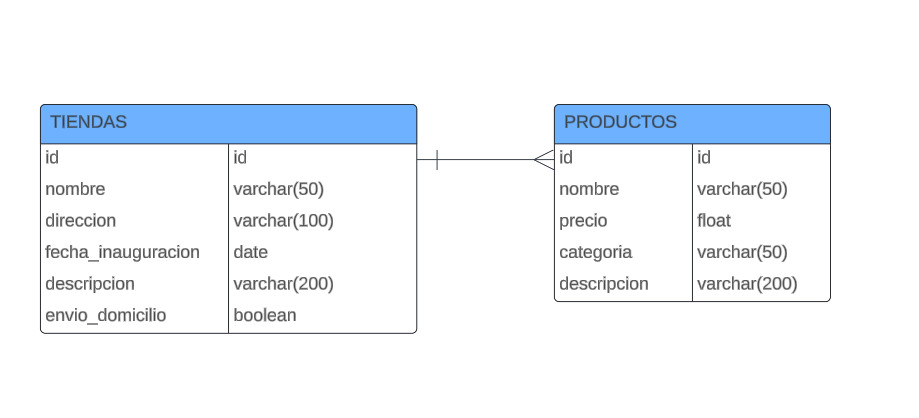 TIENDAS
id id
nombre varchar(50)
direccion varchar(100)
fecha_inauguracion date
descripcion varchar(200)
envio_domicilio boolean
PRODUCTOS
id id
nombre varchar(50)
precio float
categoria varchar(50)
descripcion varchar(200)